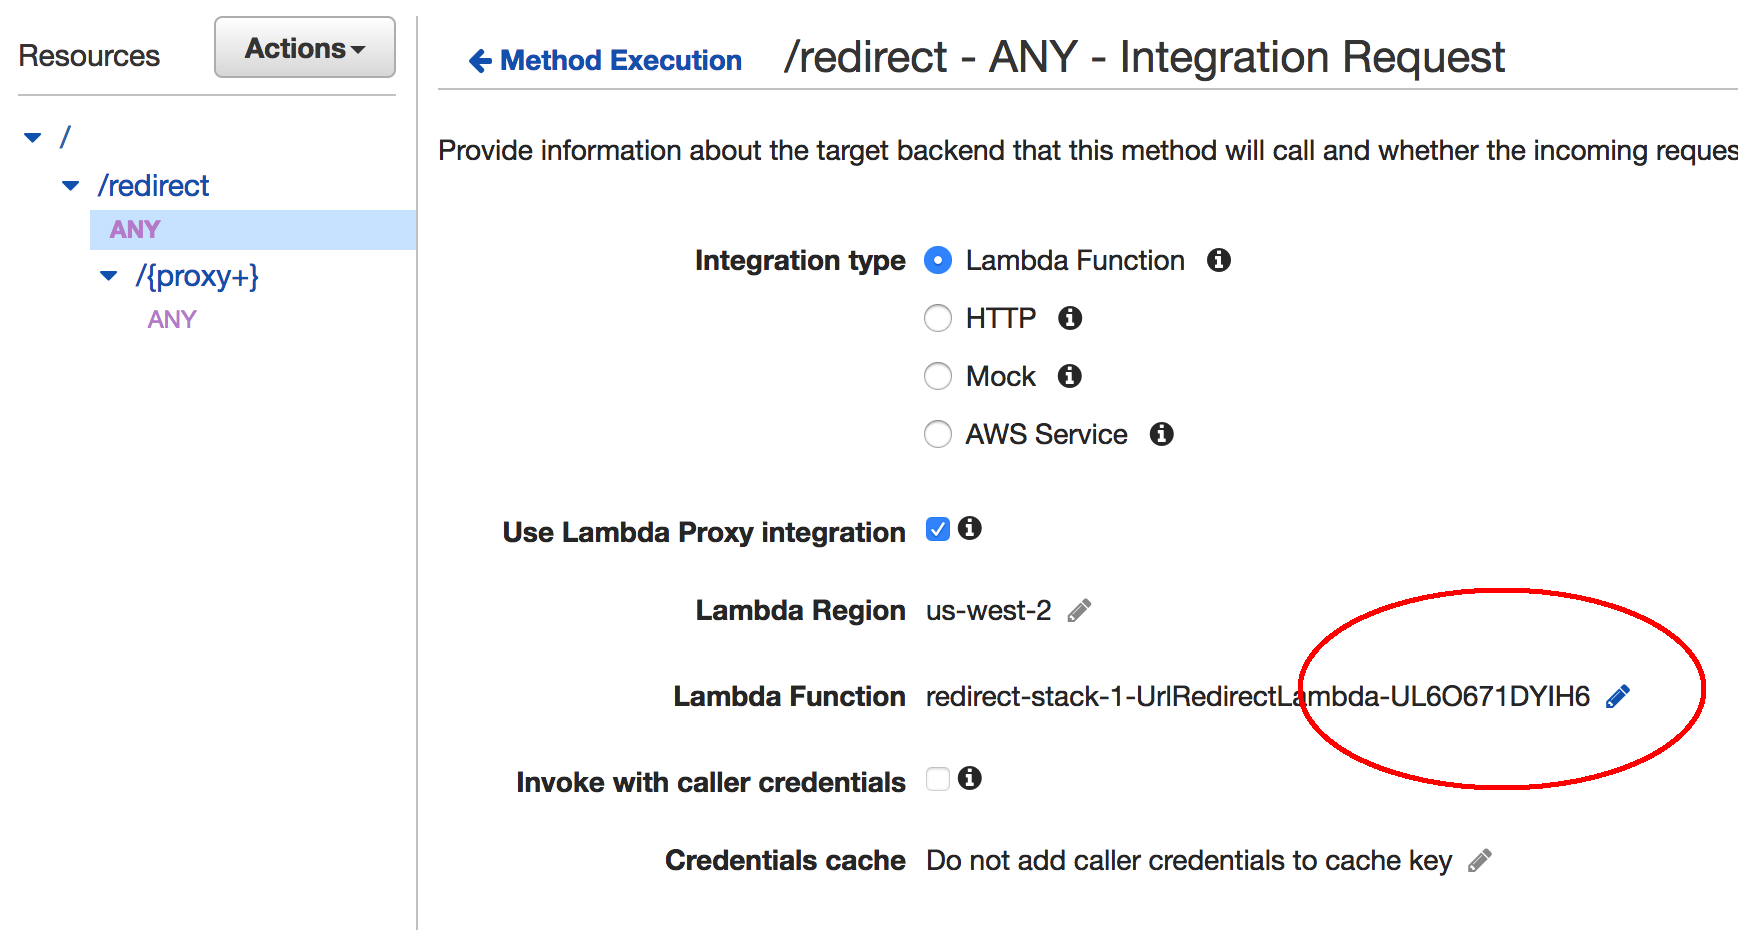 Resources
Actions
/
/redirect
ANY
/{proxy+}
ANY
Method Execution
/redirect - ANY - Integration Request
Provide information about the target backend that this method will call and whether the incoming reques
Integration type
Lambda Function
HTTP
Mock
AWS Service
Use Lambda Proxy integration
Lambda Region us-west-2
Lambda Function redirect-stack-1-UrlRedirectLambda-UL6O671DYIH6
Invoke with caller credentials
Credentials cache Do not add caller credentials to cache key